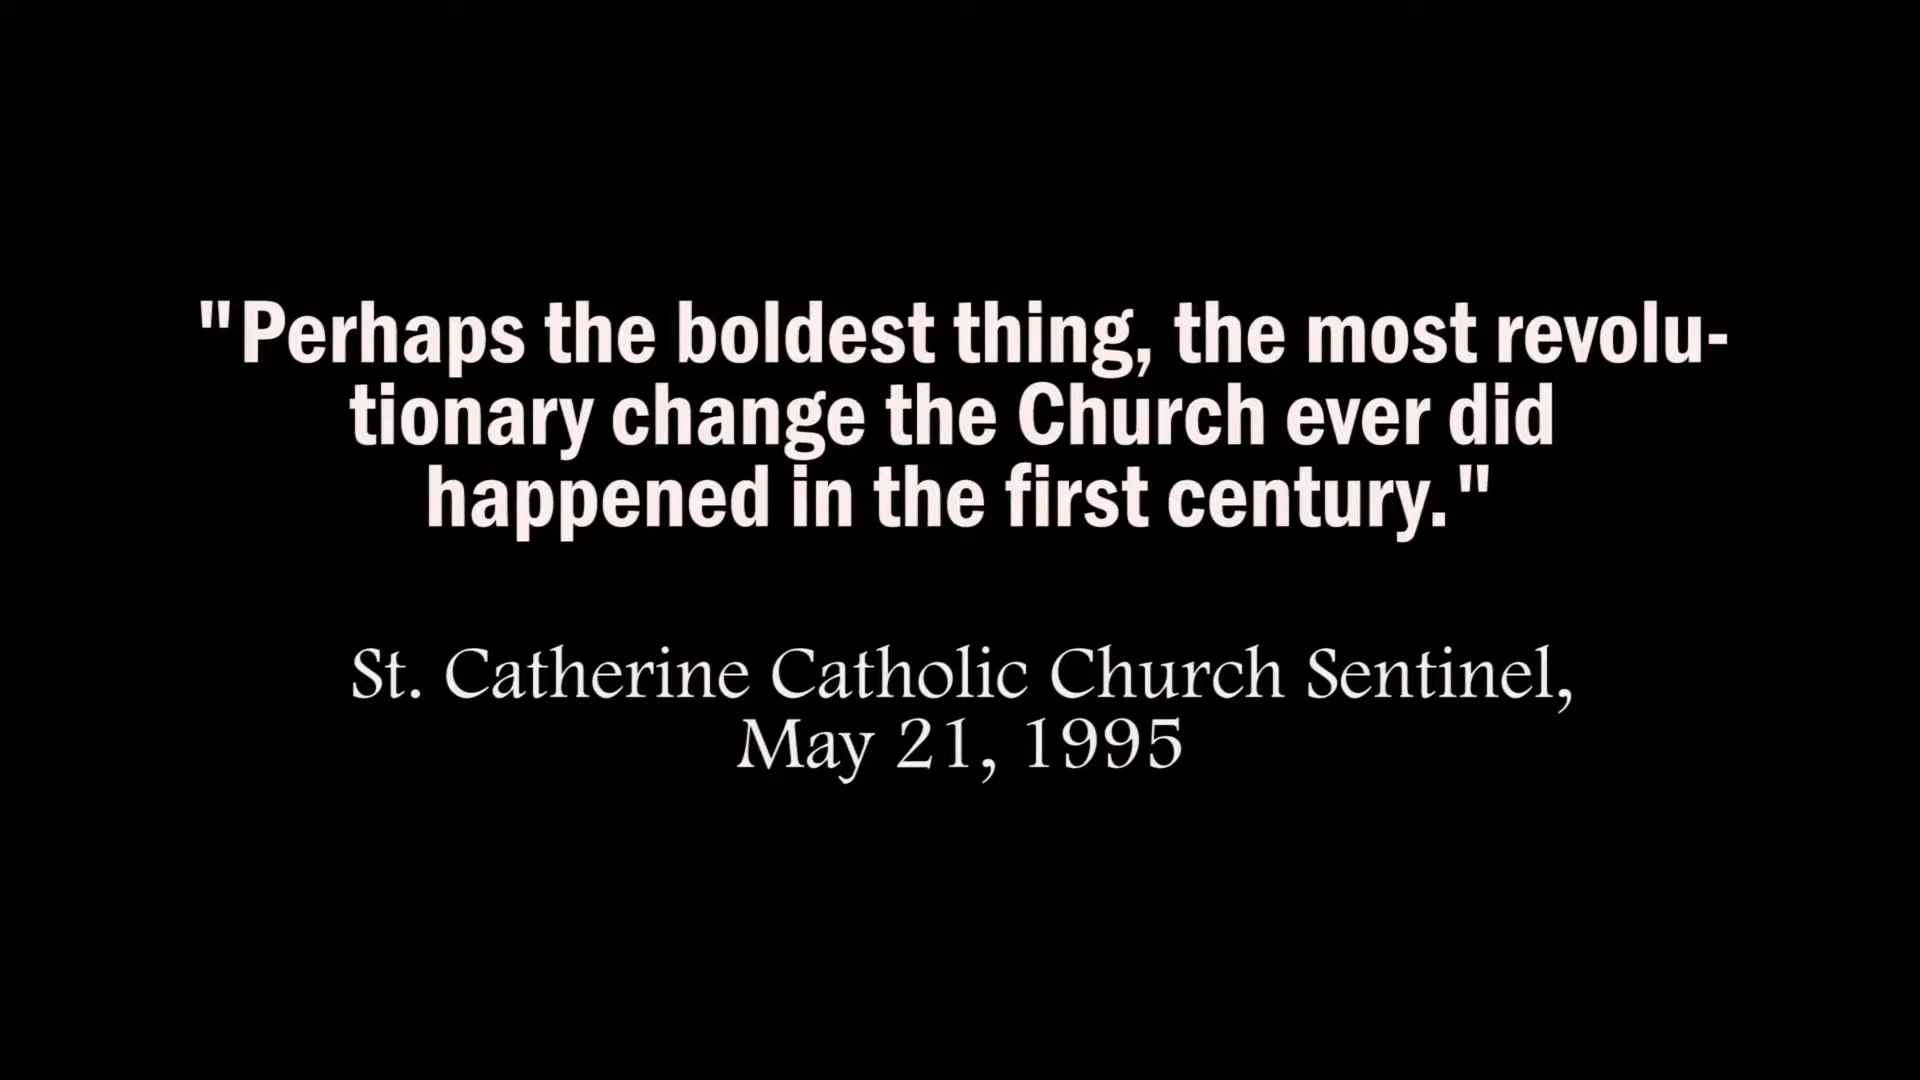 "Perhaps the boldest thing, the most revolu-
tionary change the Church ever did
happened in the first century."
St. Catherine Catholic Church Sentinel,
May 21, 1995